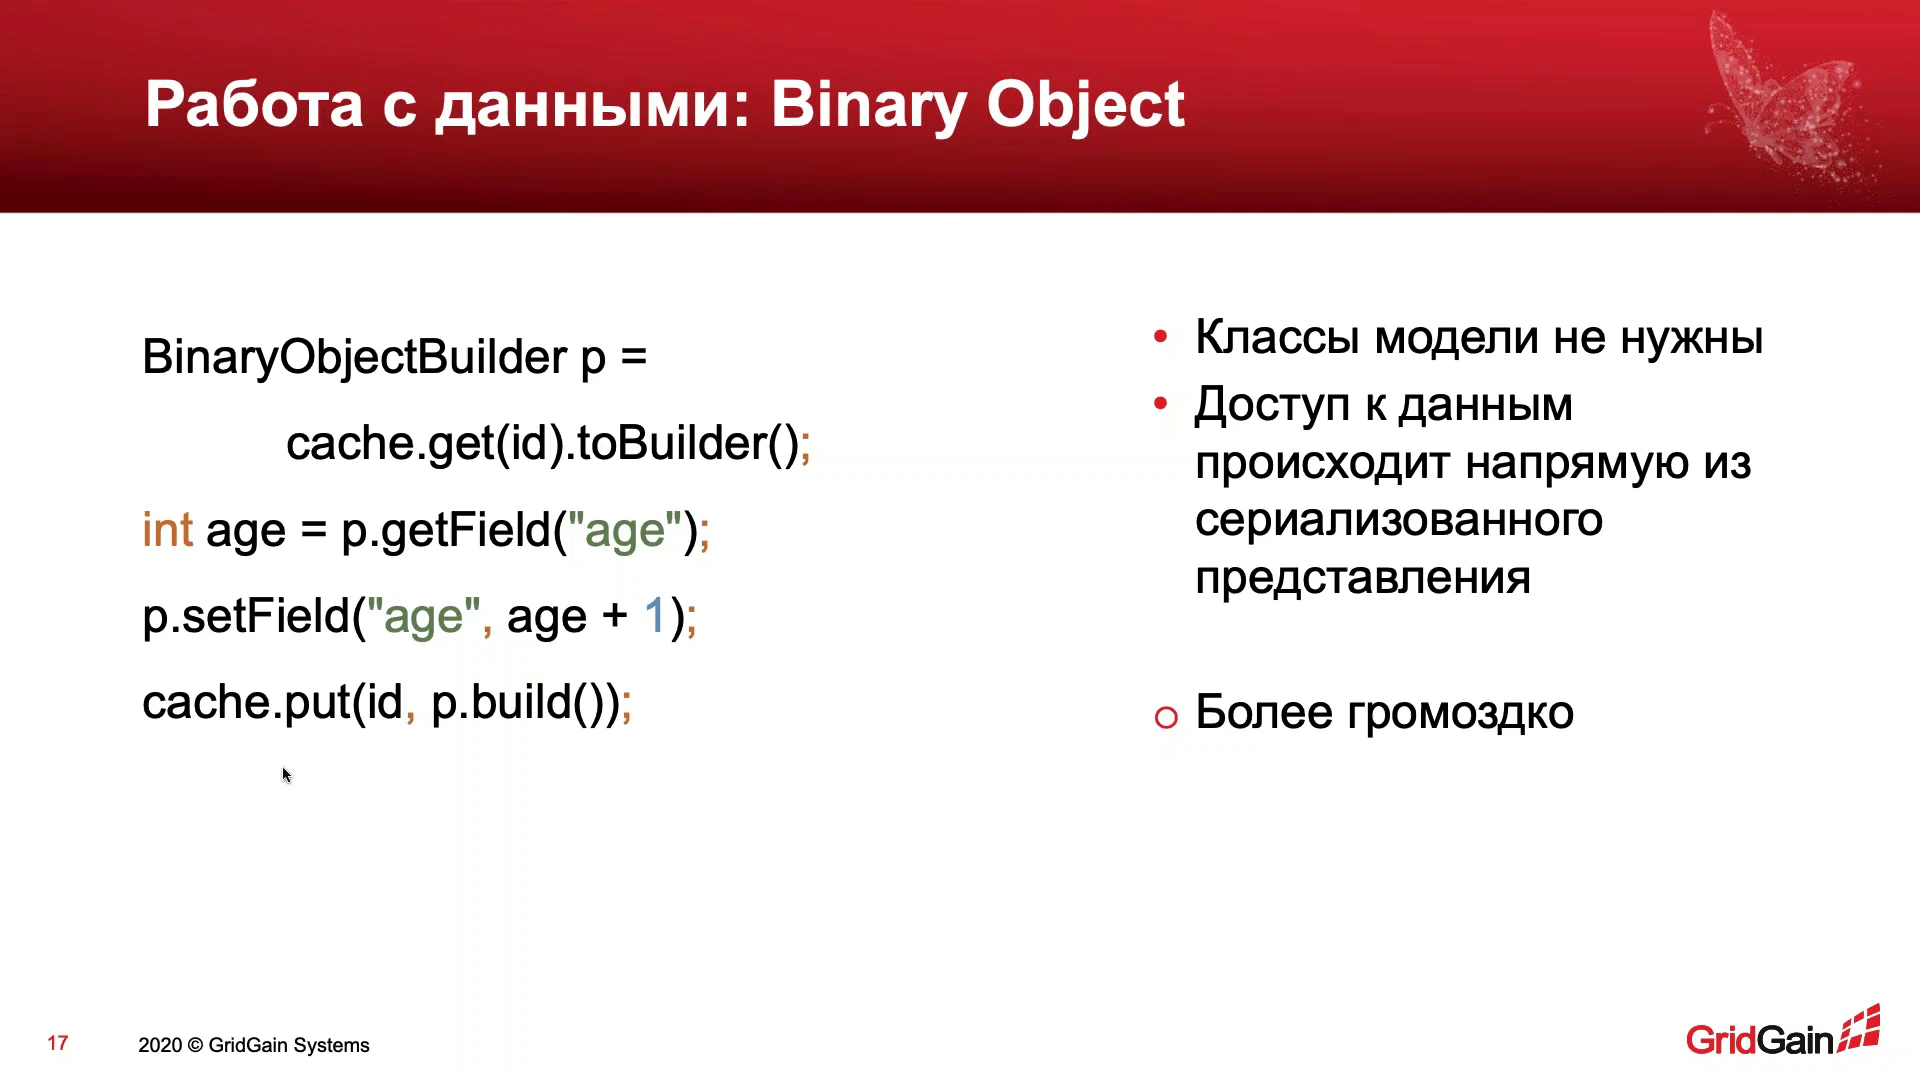 Работа с данными: Binary Object
BinaryObjectBuilder p =
cache.get(id).toBuilder();
int age = p.getField("age");
p.setField("age", age + 1);
cache.put(id, p.build());
• Классы модели не нужны
• Доступ к данным
происходит напрямую из
сериализованного
представления
o Более громоздко
17
2020 © GridGain Systems
GridGain